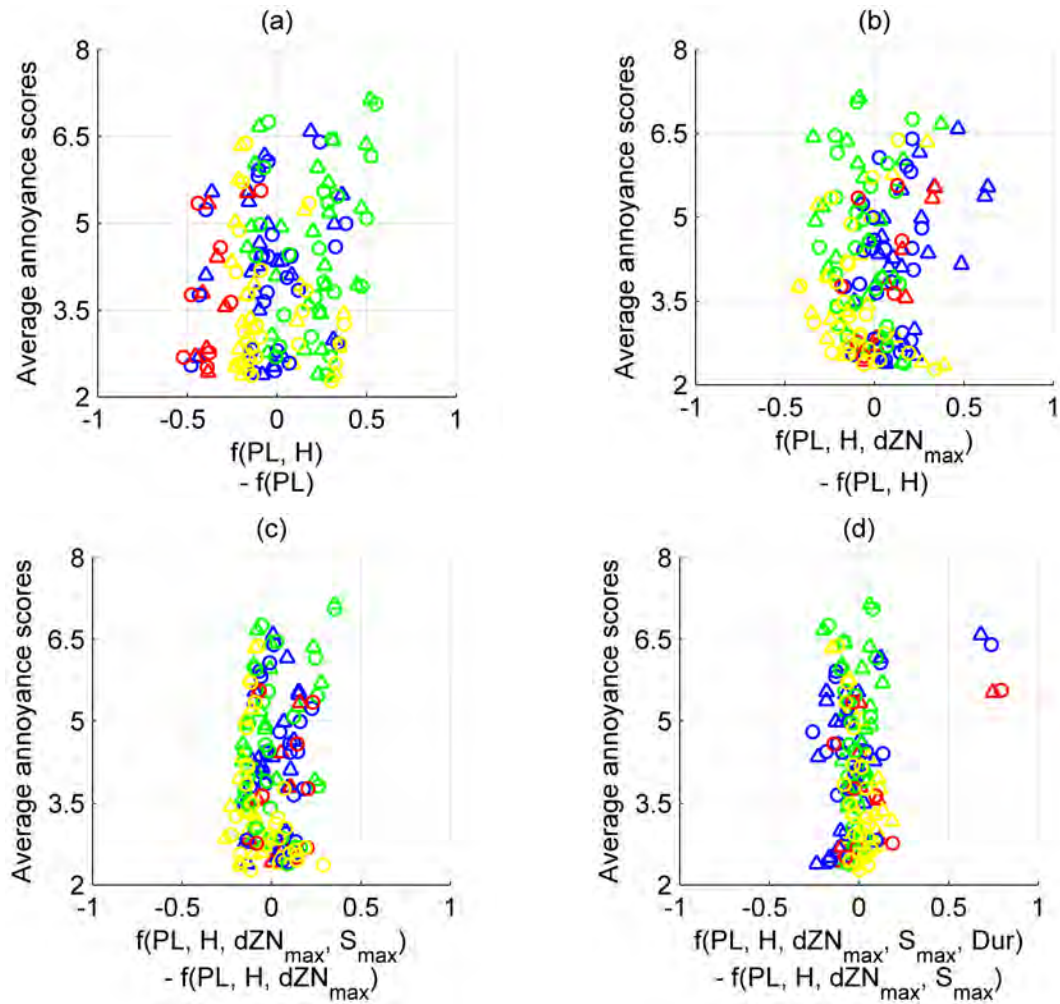 (a)
Average annoyance scores
8
6.5
5
3.5
2
-1 -0.5 0 0.5 1
f(PL, H)
- f(PL)
(b)
Average annoyance scores
8
6.5
5
3.5
2
-1 -0.5 0 0.5 1
f(PL, H, dZN_max)
- f(PL, H)
(c)
Average annoyance scores
8
6.5
5
3.5
2
-1 -0.5 0 0.5 1
f(PL, H, dZN_max, S_max)
- f(PL, H, dZN_max)
(d)
Average annoyance scores
8
6.5
5
3.5
2
-1 -0.5 0 0.5 1
f(PL, H, dZN_max, S_max, Dur)
- f(PL, H, dZN_max, S_max)